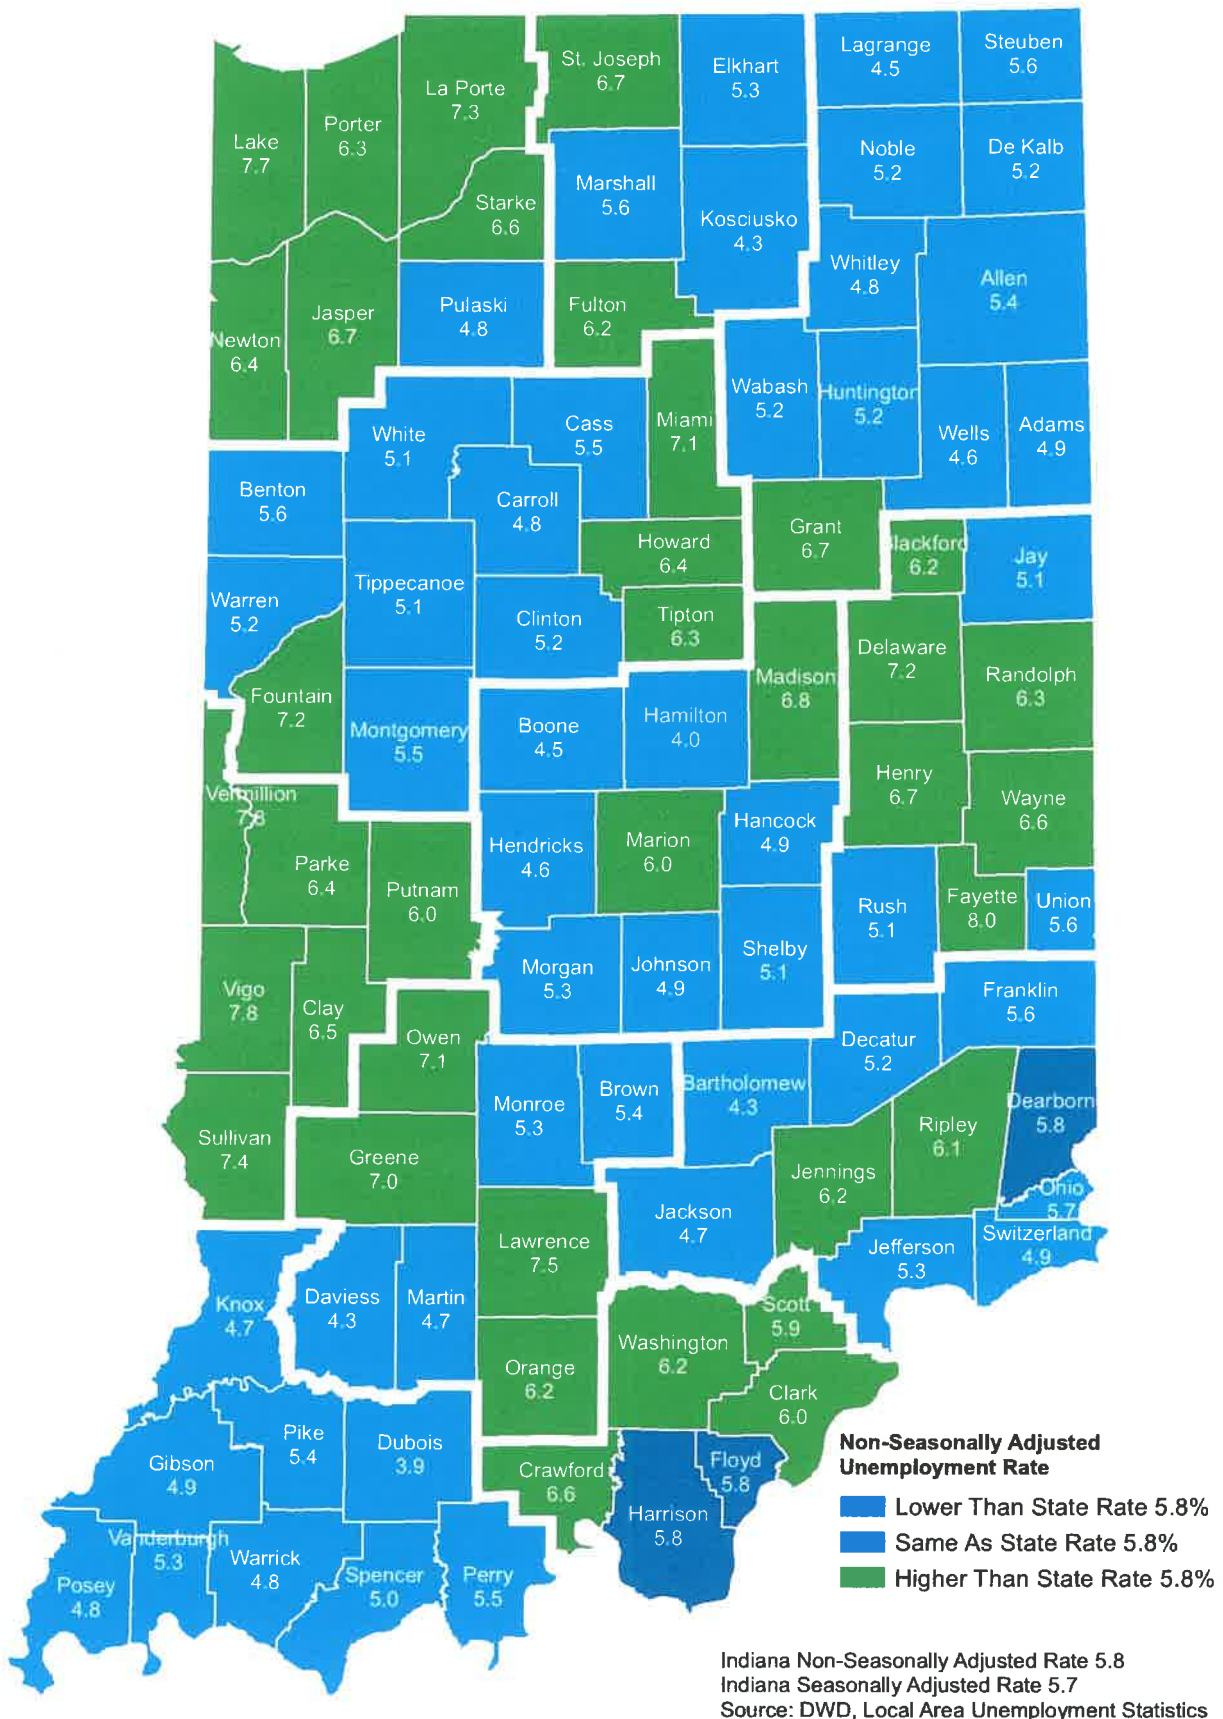 St. Joseph
6.7
Elkhart
5.3
Lagrange
4.5
Steuben
5.6
La Porte
7.3
Porter
6.3
Lake
7.7
Noble
5.2
De Kalb
5.2
Marshall
5.6
Starke
6.6
Kosciusko
4.3
Whitley
4.8
Allen
5.4
Pulaski
4.8
Fulton
6.2
Jasper
6.7
Newton
6.4
Wabash
5.2
Huntington
5.2
White
5.1
Cass
5.5
Miami
7.1
Wells
4.6
Adams
4.9
Benton
5.6
Carroll
4.8
Howard
6.4
Grant
6.7
Blackford
6.2
Jay
5.1
Tippecanoe
5.1
Warren
5.2
Clinton
5.2
Tipton
6.3
Delaware
7.2
Randolph
6.3
Madison
6.8
Fountain
7.2
Montgomery
5.5
Boone
4.5
Hamilton
4.0
Henry
6.7
Wayne
6.6
Vermillion
7.8
Hendricks
4.6
Marion
6.0
Hancock
4.9
Parke
6.4
Putnam
6.0
Rush
5.1
Fayette
8.0
Union
5.6
Morgan
5.3
Johnson
4.9
Shelby
5.1
Vigo
7.8
Clay
6.5
Owen
7.1
Franklin
5.6
Decatur
5.2
Monroe
5.3
Brown
5.4
Bartholomew
4.3
Dearborn
5.8
Ripley
6.1
Sullivan
7.4
Greene
7.0
Jennings
6.2
Ohio
5.7
Jackson
4.7
Switzerland
4.9
Jefferson
5.3
Lawrence
7.5
Knox
4.7
Daviess
4.3
Martin
4.7
Scott
5.9
Washington
6.2
Orange
6.2
Clark
6.0
Pike
5.4
Dubois
3.9
Gibson
4.9
Crawford
6.6
Floyd
5.8
Harrison
5.8
Vanderburgh
5.3
Warrick
4.8
Spencer
5.0
Perry
5.5
Posey
4.8
Non-Seasonally Adjusted
Unemployment Rate
Lower Than State Rate 5.8%
Same As State Rate 5.8%
Higher Than State Rate 5.8%
Indiana Non-Seasonally Adjusted Rate 5.8
Indiana Seasonally Adjusted Rate 5.7
Source: DWD, Local Area Unemployment Statistics